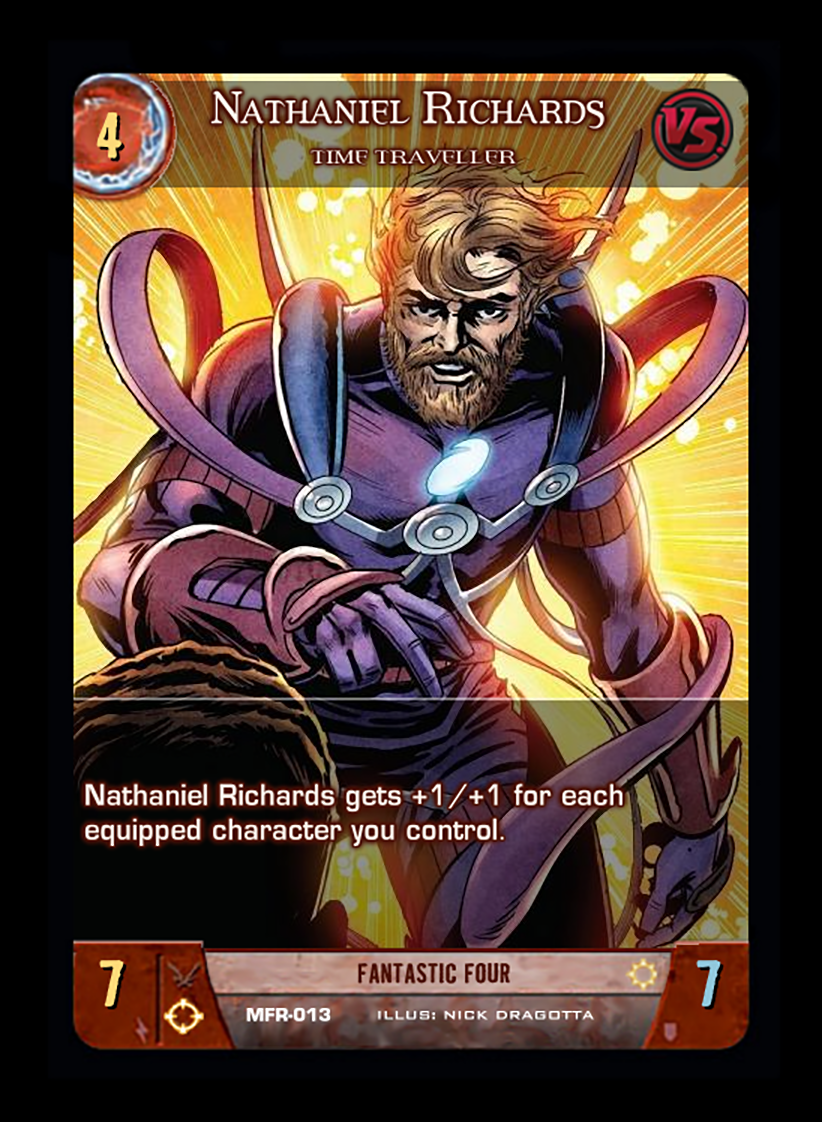 4
NATHANIEL RICHARDS
VS.
TIME TRAVELLER
Nathaniel Richards gets +1/+1 for each
equipped character you control.
7
FANTASTIC FOUR
7
MFR-013 ILLUS: NICK DRAGOTTA